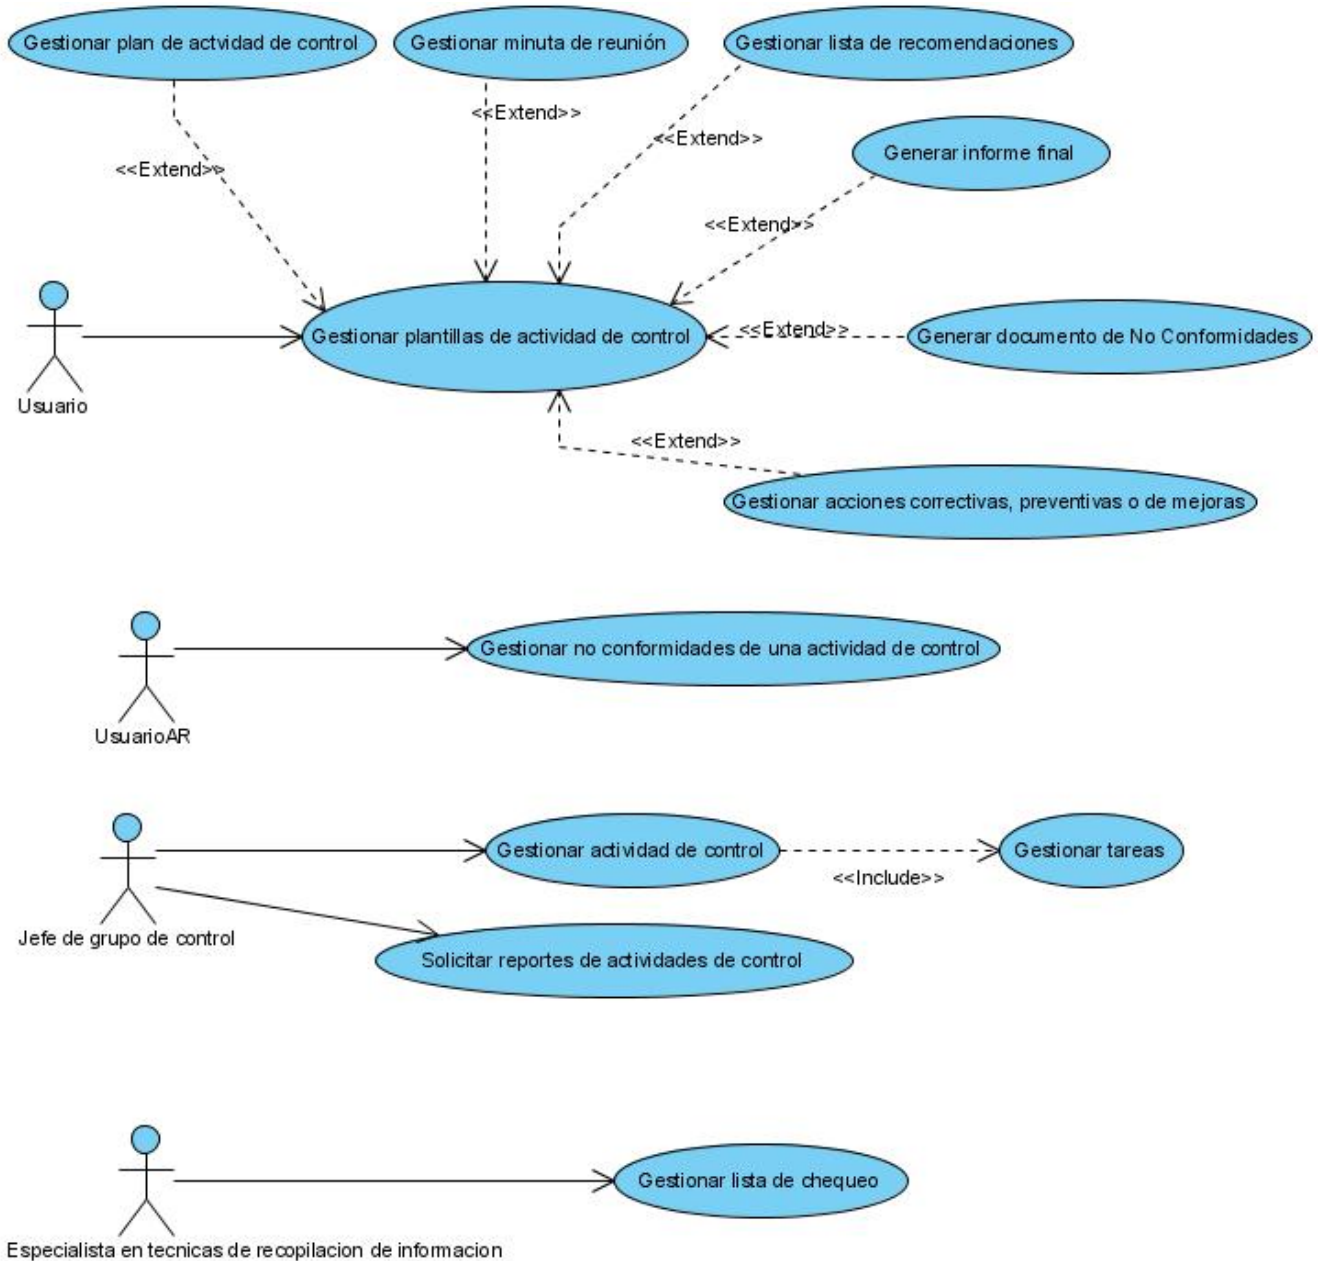 Gestionar plan de actvidad de control
Gestionar minuta de reunión
Gestionar lista de recomendaciones
<<Extend>>
<<Extend>>
Generar informe final
<<Extend>>
<<Extend>>
Gestionar plantillas de actividad de control
<<Extend>>
Generar documento de No Conformidades
Usuario
<<Extend>>
Gestionar acciones correctivas, preventivas o de mejoras
Gestionar no conformidades de una actividad de control
UsuarioAR
Gestionar actividad de control
Gestionar tareas
<<Include>>
Jefe de grupo de control
Solicitar reportes de actividades de control
Gestionar lista de chequeo
Especialista en tecnicas de recopilacion de informacion